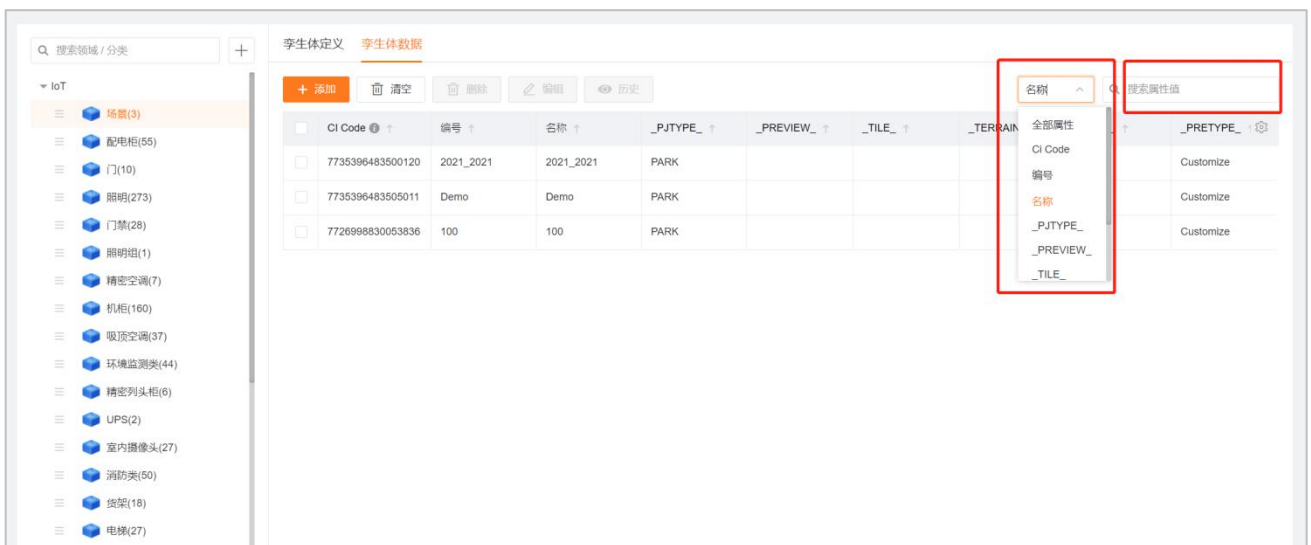 搜索领域 / 分类
IoT
场景(3)
配电柜(55)
门(10)
照明(273)
门禁(28)
照明组(1)
精密空调(7)
机柜(160)
吸顶空调(37)
环境监测类(44)
精密列头柜(6)
UPS(2)
室内摄像头(27)
消防类(50)
货架(18)
电梯(27)
孪生体定义 孪生体数据
添加 清空 删除 编辑 历史 名称 搜索属性值
CI Code 编号 名称 _PJTYPE_ _PREVIEW_ _TILE_ _TERRAIN _PRETYPE_
7735396483500120 2021_2021 2021_2021 PARK Customize
7735396483505011 Demo Demo PARK Customize
7726998830053836 100 100 PARK Customize
全部属性
Ci Code
编号
名称
_PJTYPE_
_PREVIEW_
_TILE_